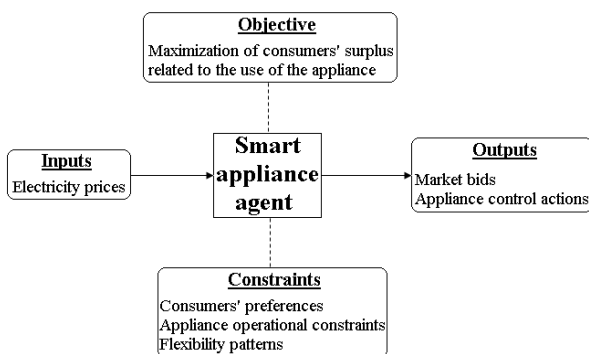 Objective
Maximization of consumers' surplus
related to the use of the appliance
Inputs
Electricity prices
Smart
appliance
agent
Outputs
Market bids
Appliance control actions
Constraints
Consumers' preferences
Appliance operational constraints
Flexibility patterns